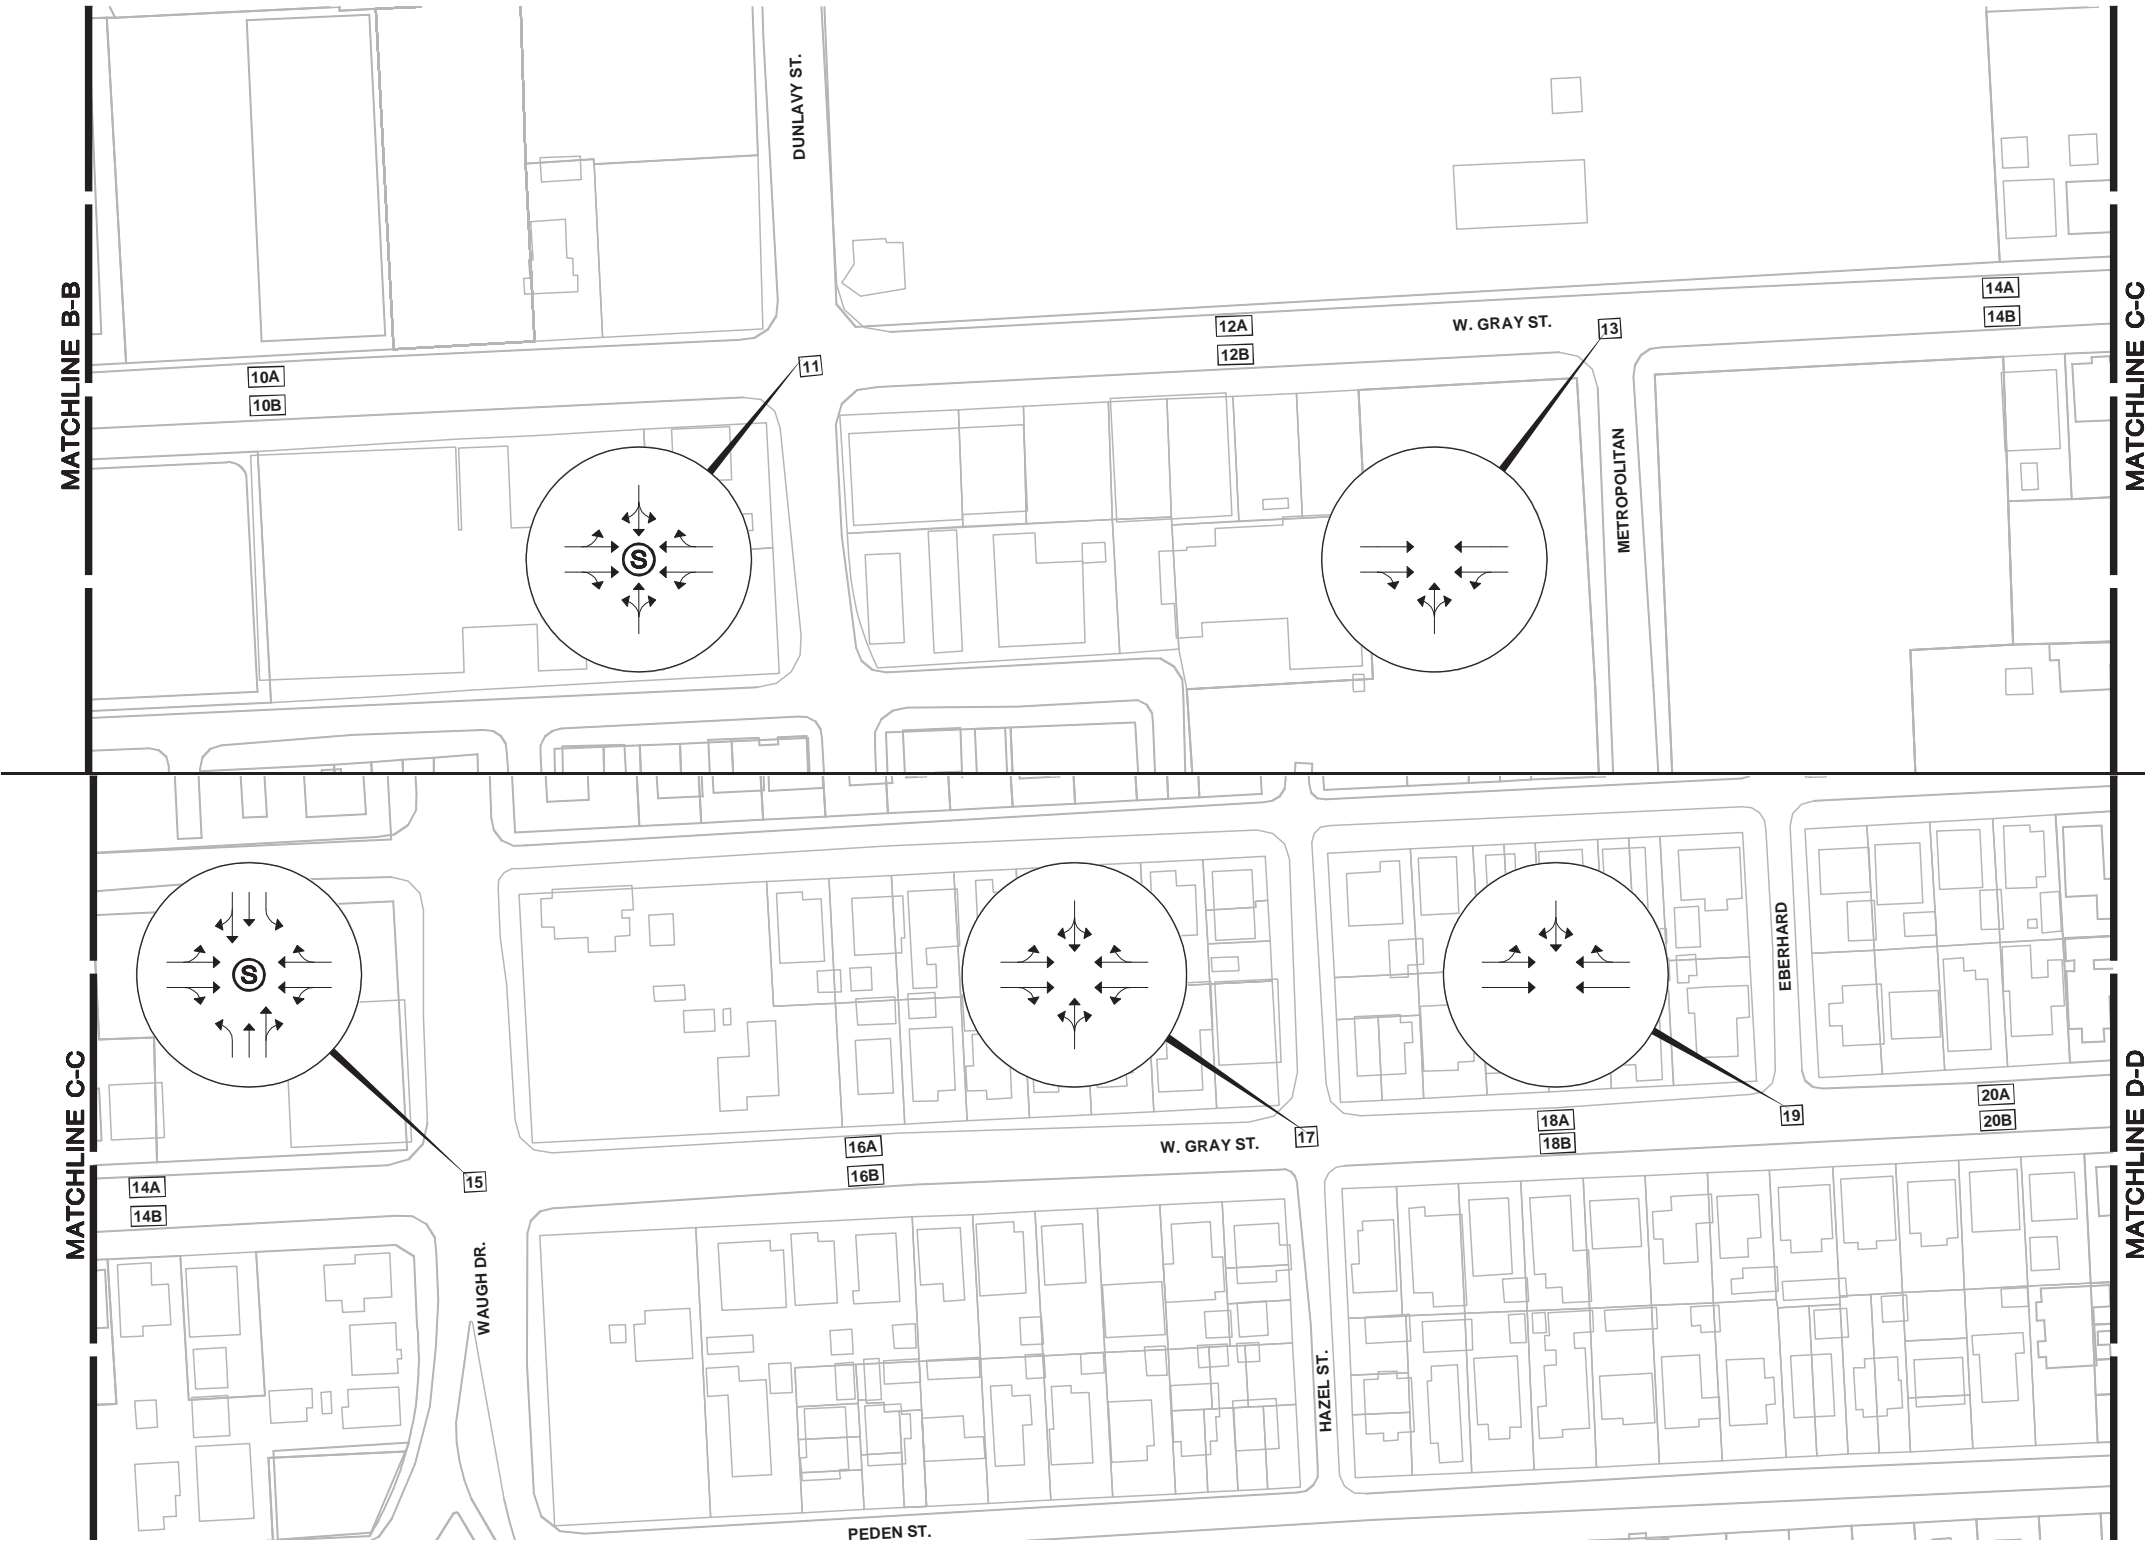 DUNLAVY ST.
MATCHLINE B-B
MATCHLINE C-C
14A
14B
12A
12B
W. GRAY ST.
13
11
10A
10B
METROPOLITAN
S
MATCHLINE C-C
MATCHLINE D-D
EBERHARD
S
20A
20B
19
18A
18B
17
W. GRAY ST.
16A
16B
15
14A
14B
WAUGH DR.
HAZEL ST.
PEDEN ST.